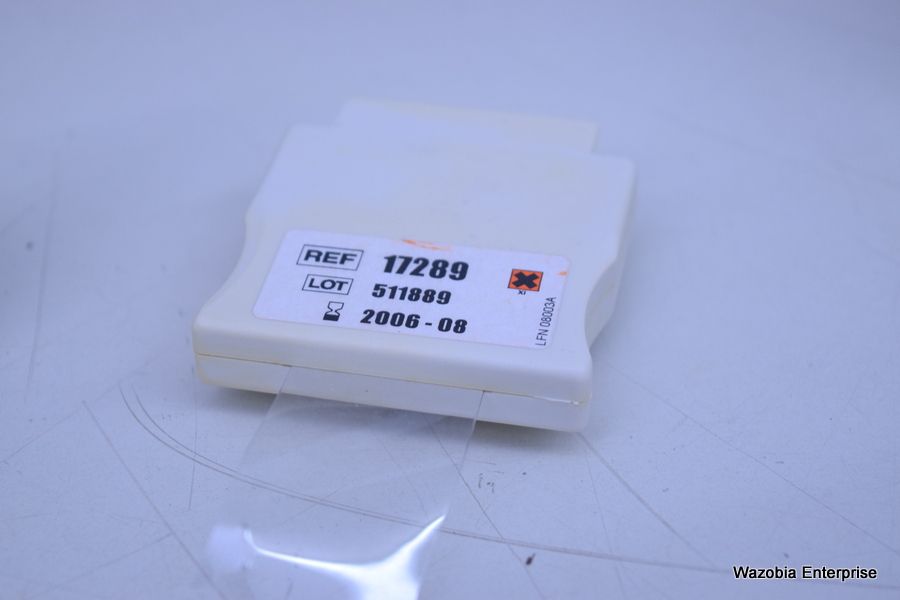 REF 17289
LOT 511889
2006 - 08
Xi
LFN 08003A
Wazobia Enterprise